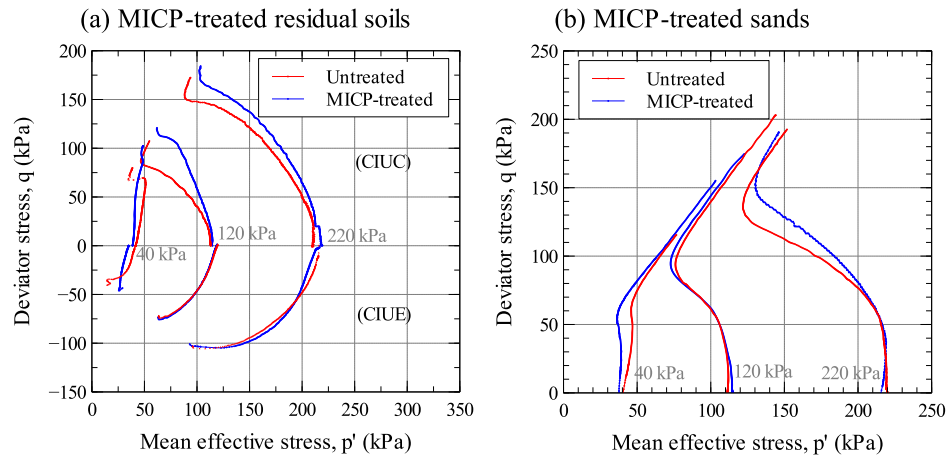 (a) MICP-treated residual soils
200
150
100
50
0
−50
−100
−150
0
50
100
150
200
250
300
350
Deviator stress, q (kPa)
Mean effective stress, p' (kPa)
Untreated
MICP-treated
(CIUC)
40 kPa
120 kPa
220 kPa
(CIUE)
(b) MICP-treated sands
250
200
150
100
50
0
0
50
100
150
200
250
Deviator stress, q (kPa)
Mean effective stress, p' (kPa)
Untreated
MICP-treated
40 kPa
120 kPa
220 kPa